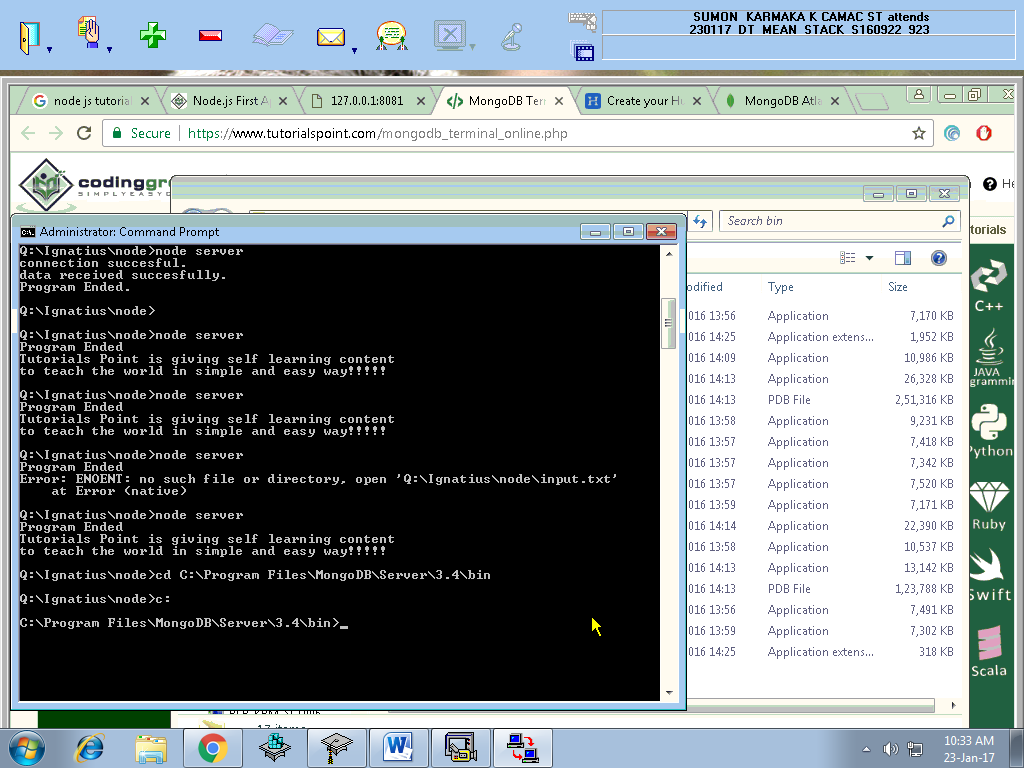 SUMON KARMAKA K CAMAC ST attends
230117 DT MEAN STACK S160922 923
node js tutoria
Node.js First A
127.0.0.1:8081
MongoDB Ter
Create your H
MongoDB Atla
Secure
https://www.tutorialspoint.com/mongodb_terminal_online.php
codinggr
SIMPLYEASY
He
Search bin
torials
Administrator: Command Prompt
Q:\Ignatius\node>node server
connection succesful.
data received succesfully.
Program Ended.
Q:\Ignatius\node>
Q:\Ignatius\node>node server
Program Ended
Tutorials Point is giving self learning content
to teach the world in simple and easy way!!!!!
Q:\Ignatius\node>node server
Program Ended
Tutorials Point is giving self learning content
to teach the world in simple and easy way!!!!!
Q:\Ignatius\node>node server
Program Ended
Error: ENOENT: no such file or directory, open 'Q:\Ignatius\node\input.txt'
at Error (native)
Q:\Ignatius\node>node server
Program Ended
Tutorials Point is giving self learning content
to teach the world in simple and easy way!!!!!
Q:\Ignatius\node>cd C:\Program Files\MongoDB\Server\3.4\bin
Q:\Ignatius\node>c:
C:\Program Files\MongoDB\Server\3.4\bin>_
odified Type Size
016 13:56 Application 7,170 KB
016 14:25 Application extens... 1,952 KB
016 14:09 Application 10,986 KB
016 14:13 Application 26,328 KB
016 14:13 PDB File 2,51,316 KB
016 13:58 Application 9,231 KB
016 13:57 Application 7,418 KB
016 13:57 Application 7,342 KB
016 13:57 Application 7,520 KB
016 13:59 Application 7,171 KB
016 14:14 Application 22,390 KB
016 13:58 Application 10,537 KB
016 14:13 Application 13,142 KB
016 14:13 PDB File 1,23,788 KB
016 13:56 Application 7,491 KB
016 13:59 Application 7,302 KB
016 14:25 Application extens... 318 KB
C++
JAVA
grammin
Python
Ruby
Swift
Scala
10:33 AM
23-Jan-17